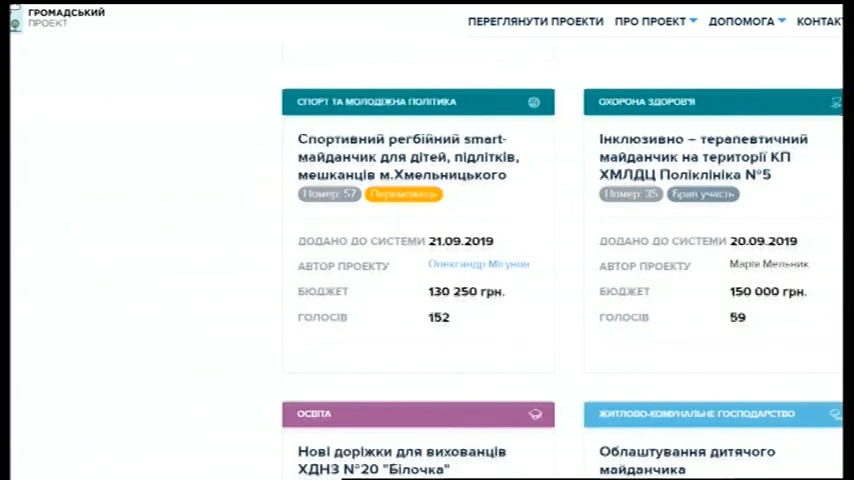 ГРОМАДСЬКИЙ
ПРОЕКТ
ПЕРЕГЛЯНУТИ ПРОЕКТИ ПРО ПРОЕКТ ДОПОМОГА КОНТАК
СПОРТ ТА МОЛОДІЖНА ПОЛІТИКА
Спортивний регбійний smart-
майданчик для дітей, підлітків,
мешканців м.Хмельницького
Номер: 57 Переможець
ДОДАНО ДО СИСТЕМИ 21.09.2019
АВТОР ПРОЕКТУ Олександр Мігунов
БЮДЖЕТ 130 250 грн.
ГОЛОСІВ 152
ОХОРОНА ЗДОРОВ'Я
Інклюзивно – терапевтичний
майданчик на території КП
ХМЛДЦ Поліклініка №5
Номер: 35 Брав участь
ДОДАНО ДО СИСТЕМИ 20.09.2019
АВТОР ПРОЕКТУ Марія Мельник
БЮДЖЕТ 150 000 грн.
ГОЛОСІВ 59
ОСВІТА
Нові доріжки для вихованців
ХДНЗ №20 "Білочка"
ЖИТЛОВО-КОМУНАЛЬНЕ ГОСПОДАРСТВО
Облаштування дитячого
майданчика